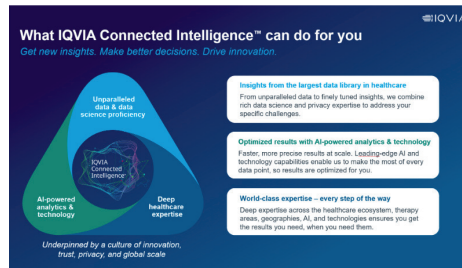 IQVIA
What IQVIA Connected Intelligence™ can do for you
Get new insights. Make better decisions. Drive innovation.
Unparalleled
data & data
science proficiency
IQVIA
Connected
Intelligence™
AI-powered
analytics &
technology
Deep
healthcare
expertise
Underpinned by a culture of innovation,
trust, privacy, and global scale
Insights from the largest data library in healthcare
From unparalleled data to finely tuned insights, we combine
rich data science and privacy expertise to address your
specific challenges.
Optimized results with AI-powered analytics & technology
Faster, more precise results at scale. Leading-edge AI and
technology capabilities enable us to make the most of every
data point, so results are optimized for you.
World-class expertise – every step of the way
Deep expertise across the healthcare ecosystem, therapy
areas, geographies, AI, and technologies ensures you get
the results you need, when you need them.